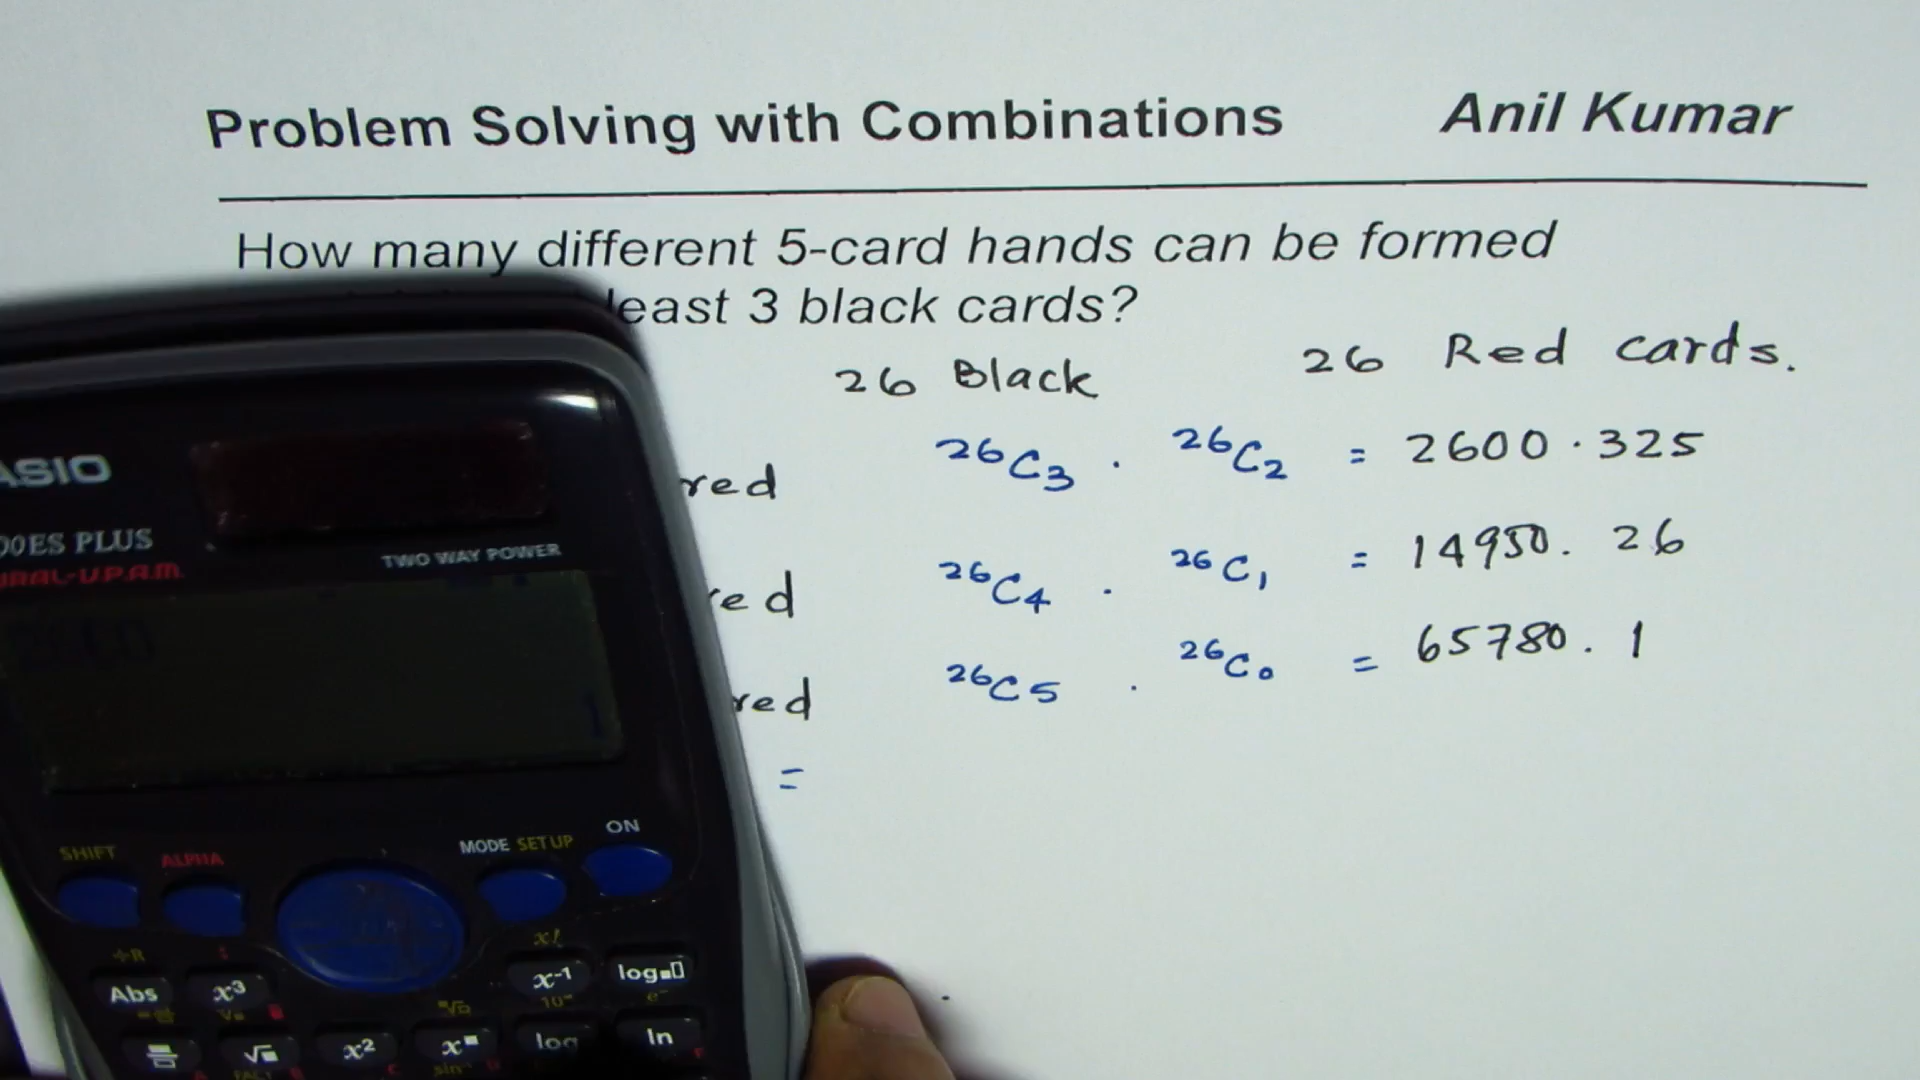 Problem Solving with Combinations Anil Kumar
How many different 5-card hands can be formed
least 3 black cards?
26 Black 26 Red cards.
red ²⁶C₃ · ²⁶C₂ = 2600 · 325
red ²⁶C₄ · ²⁶C₁ = 14950 . 26
red ²⁶C₅ · ²⁶C₀ = 65780 . 1
=
ASIO
00ES PLUS
URAL-V.P.A.M.
TWO WAY POWER
2600
1
SHIFT ALPHA MODE SETUP ON
÷R x!
Abs x³ x⁻¹ log
√ x² x■ log ln